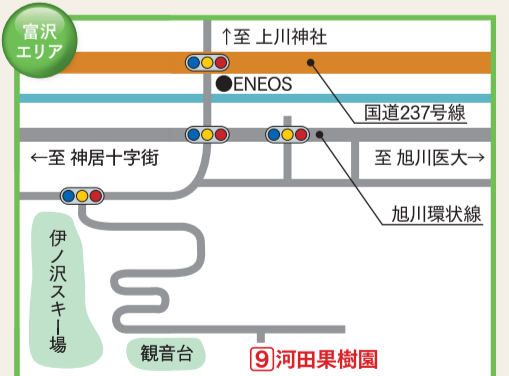 富沢
エリア
↑至 上川神社
●ENEOS
国道237号線
←至 神居十字街
至 旭川医大→
旭川環状線
伊ノ沢スキー場
観音台
9 河田果樹園